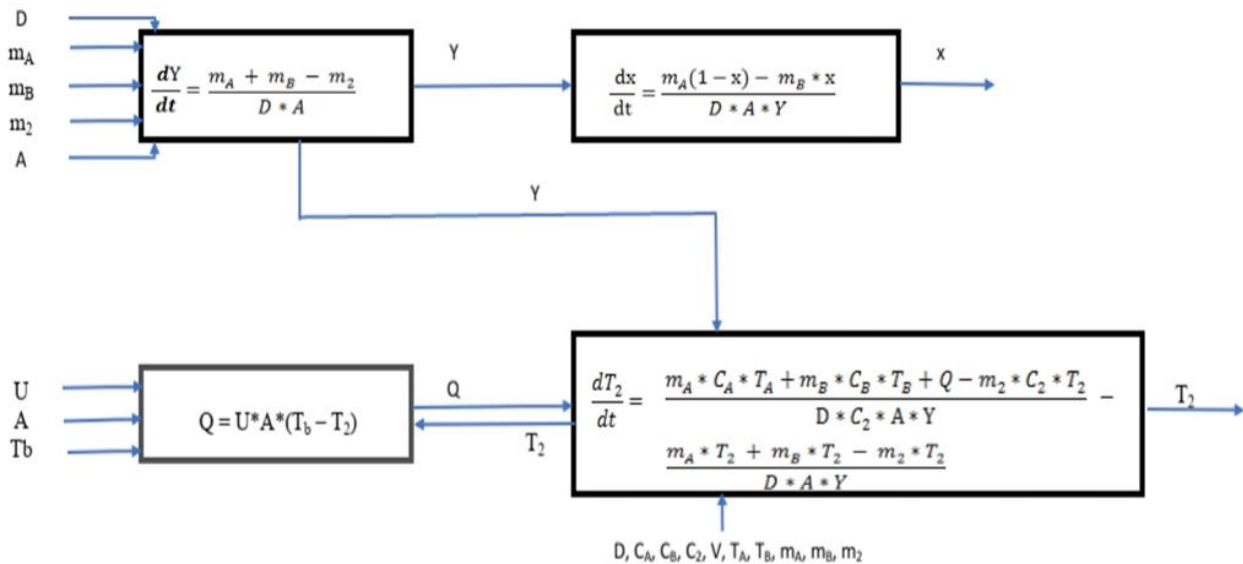 D
m_A
m_B
m_2
A
dY/dt = (m_A + m_B − m_2)/(D * A)
Y
dx/dt = (m_A(1 − x) − m_B * x)/(D * A * Y)
x
Y
U
A
Tb
Q = U*A*(T_b – T_2)
Q
T_2
dT_2/dt = (m_A * C_A * T_A + m_B * C_B * T_B + Q − m_2 * C_2 * T_2)/(D * C_2 * A * Y) −
(m_A * T_2 + m_B * T_2 − m_2 * T_2)/(D * A * Y)
T_2
D, C_A, C_B, C_2, V, T_A, T_B, m_A, m_B, m_2